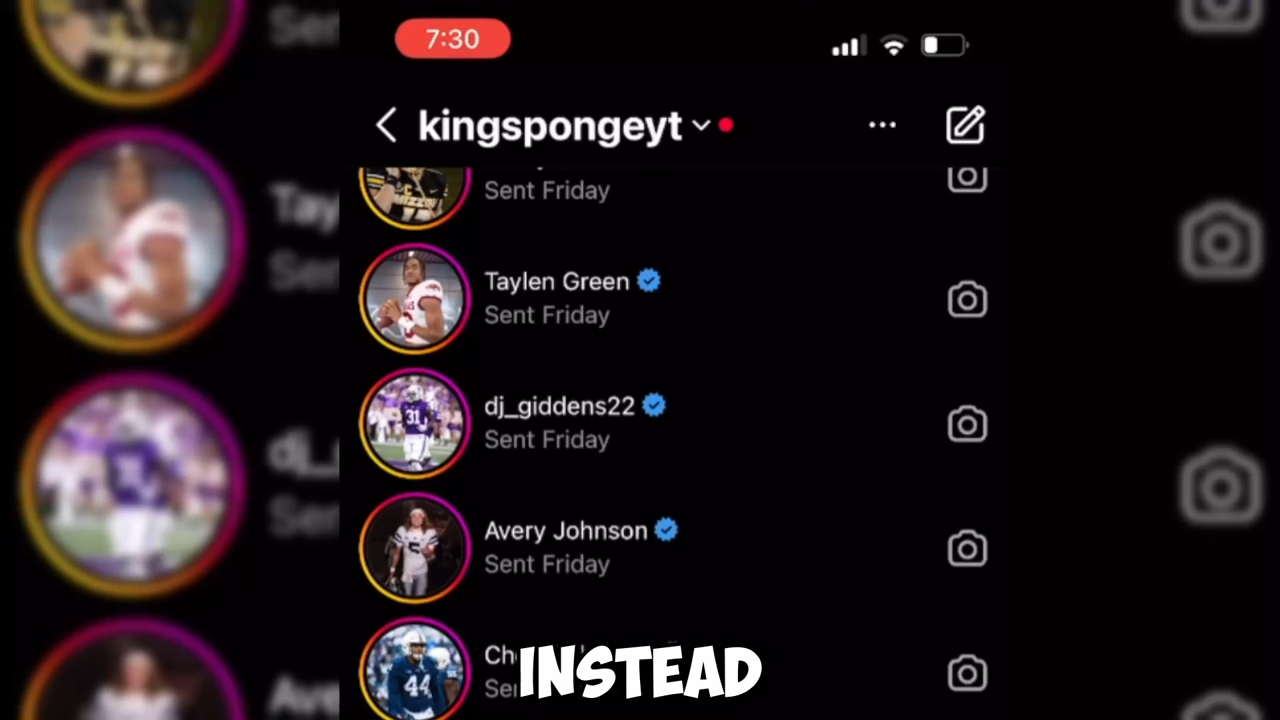 7:30
kingspongeyt
Sent Friday
Taylen Green
Sent Friday
dj_giddens22
Sent Friday
Avery Johnson
Sent Friday
INSTEAD